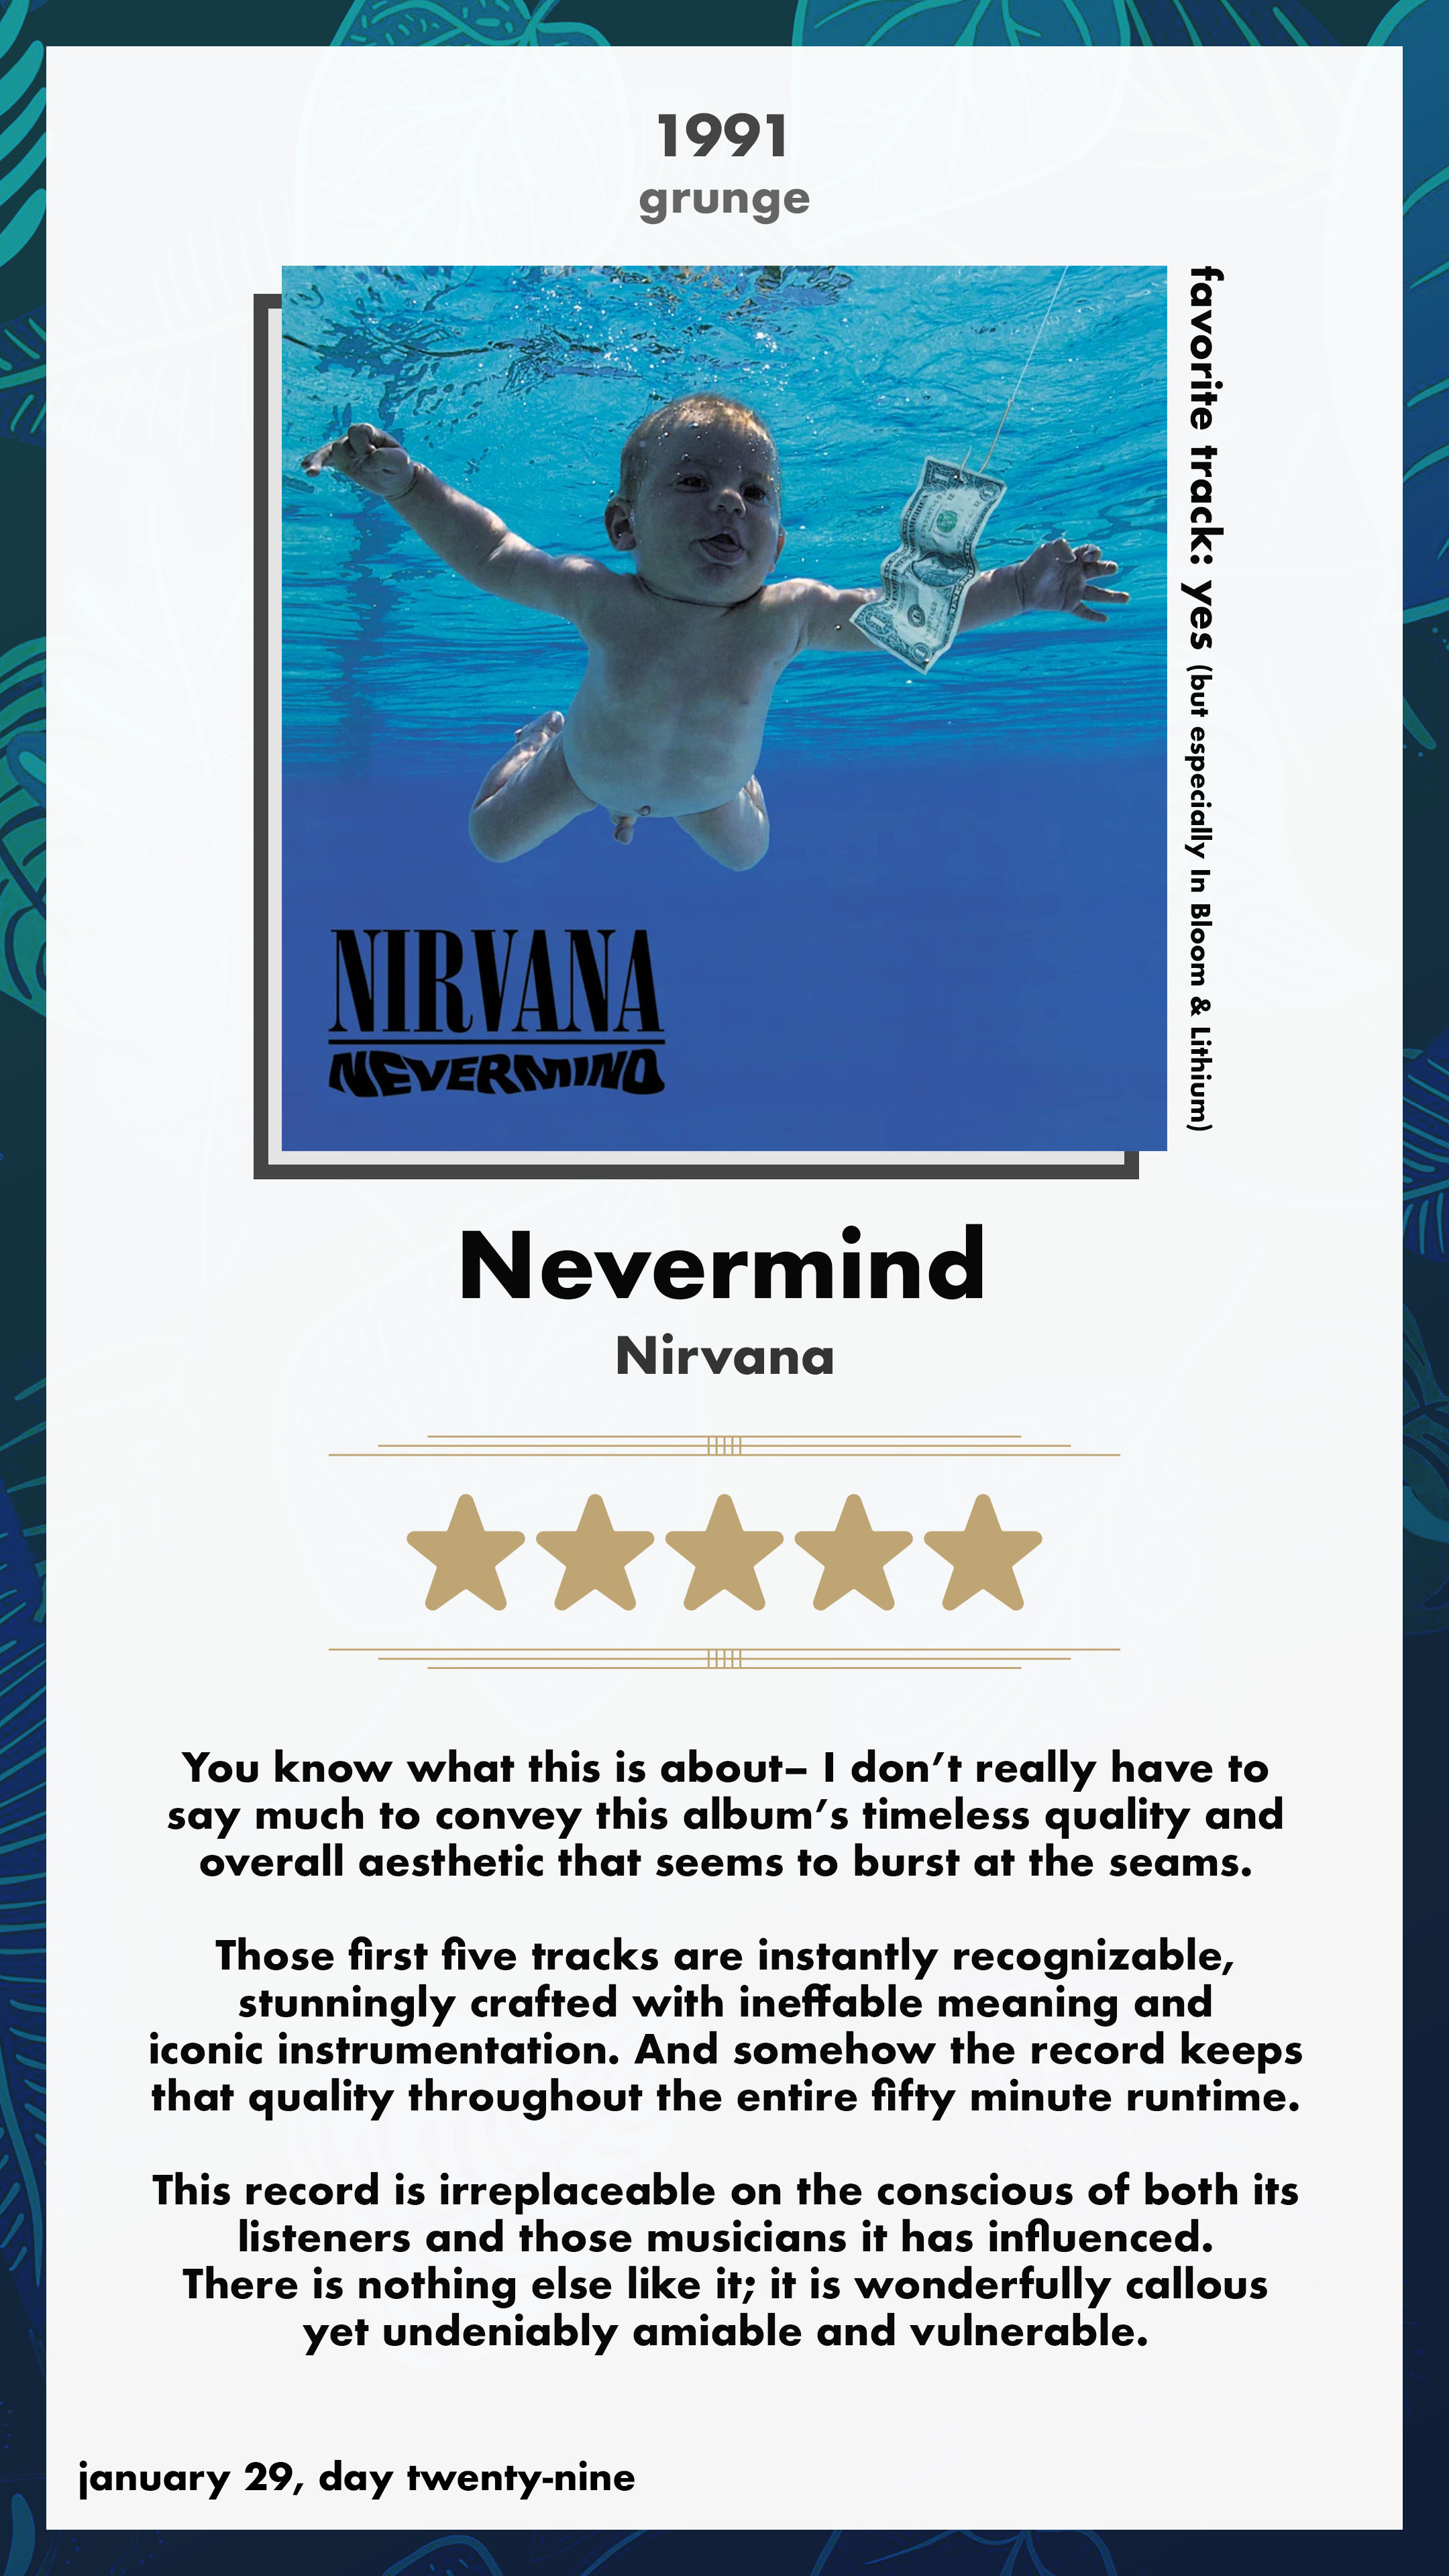 1991
grunge
favorite track: yes (but especially In Bloom & Lithium)
NIRVANA
NEVERMIND
Nevermind
Nirvana
You know what this is about– I don’t really have to
say much to convey this album’s timeless quality and
overall aesthetic that seems to burst at the seams.
Those first five tracks are instantly recognizable,
stunningly crafted with ineffable meaning and
iconic instrumentation. And somehow the record keeps
that quality throughout the entire fifty minute runtime.
This record is irreplaceable on the conscious of both its
listeners and those musicians it has influenced.
There is nothing else like it; it is wonderfully callous
yet undeniably amiable and vulnerable.
january 29, day twenty-nine